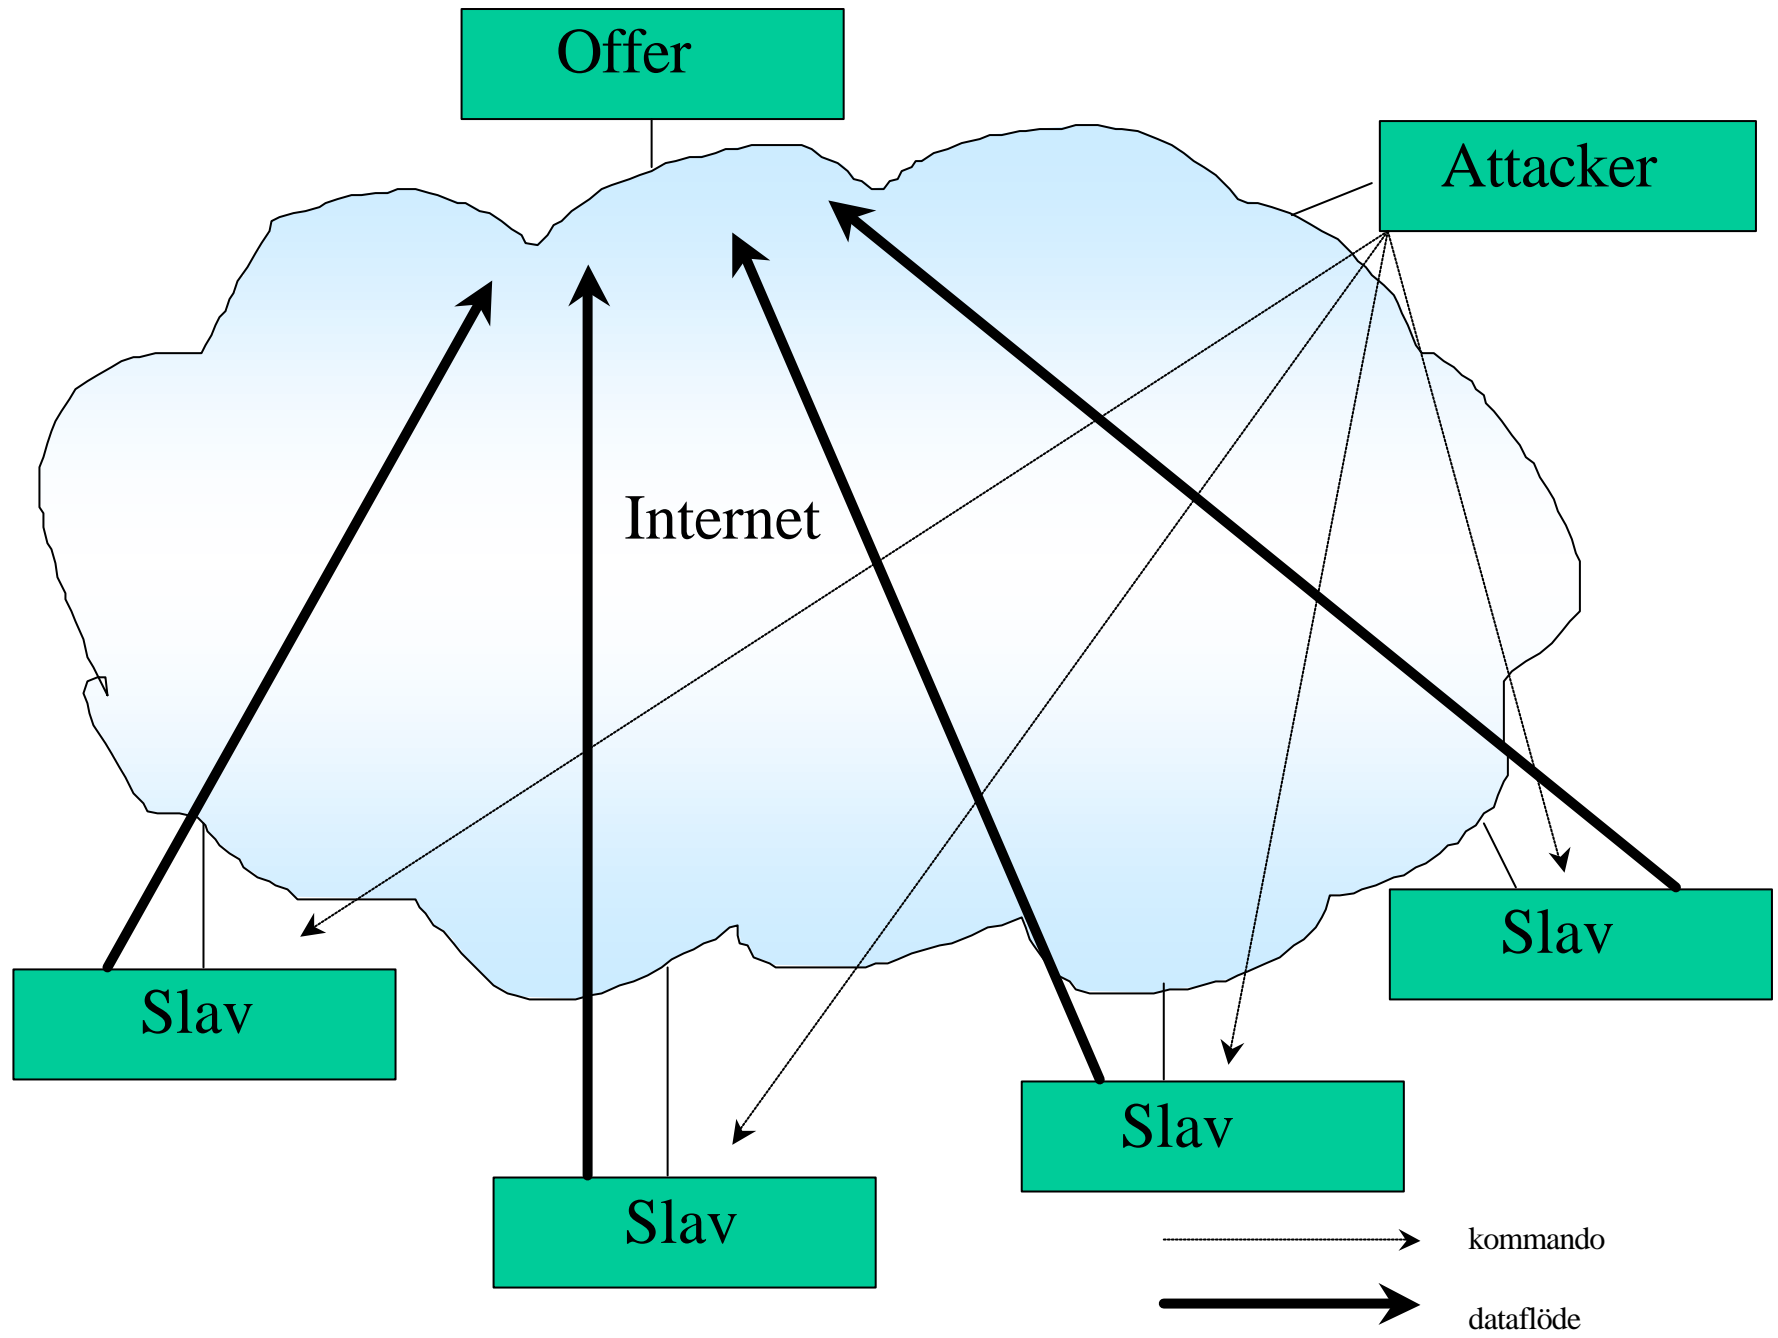 Offer
Attacker
Internet
Slav
Slav
Slav
Slav
kommando
dataflöde